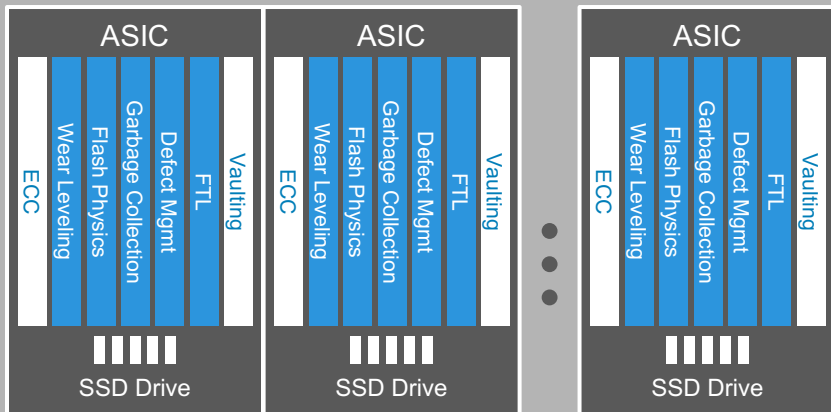 ASIC
ECC
Wear Leveling
Flash Physics
Garbage Collection
Defect Mgmt
FTL
Vaulting
SSD Drive
ASIC
ECC
Wear Leveling
Flash Physics
Garbage Collection
Defect Mgmt
FTL
Vaulting
SSD Drive
ASIC
ECC
Wear Leveling
Flash Physics
Garbage Collection
Defect Mgmt
FTL
Vaulting
SSD Drive